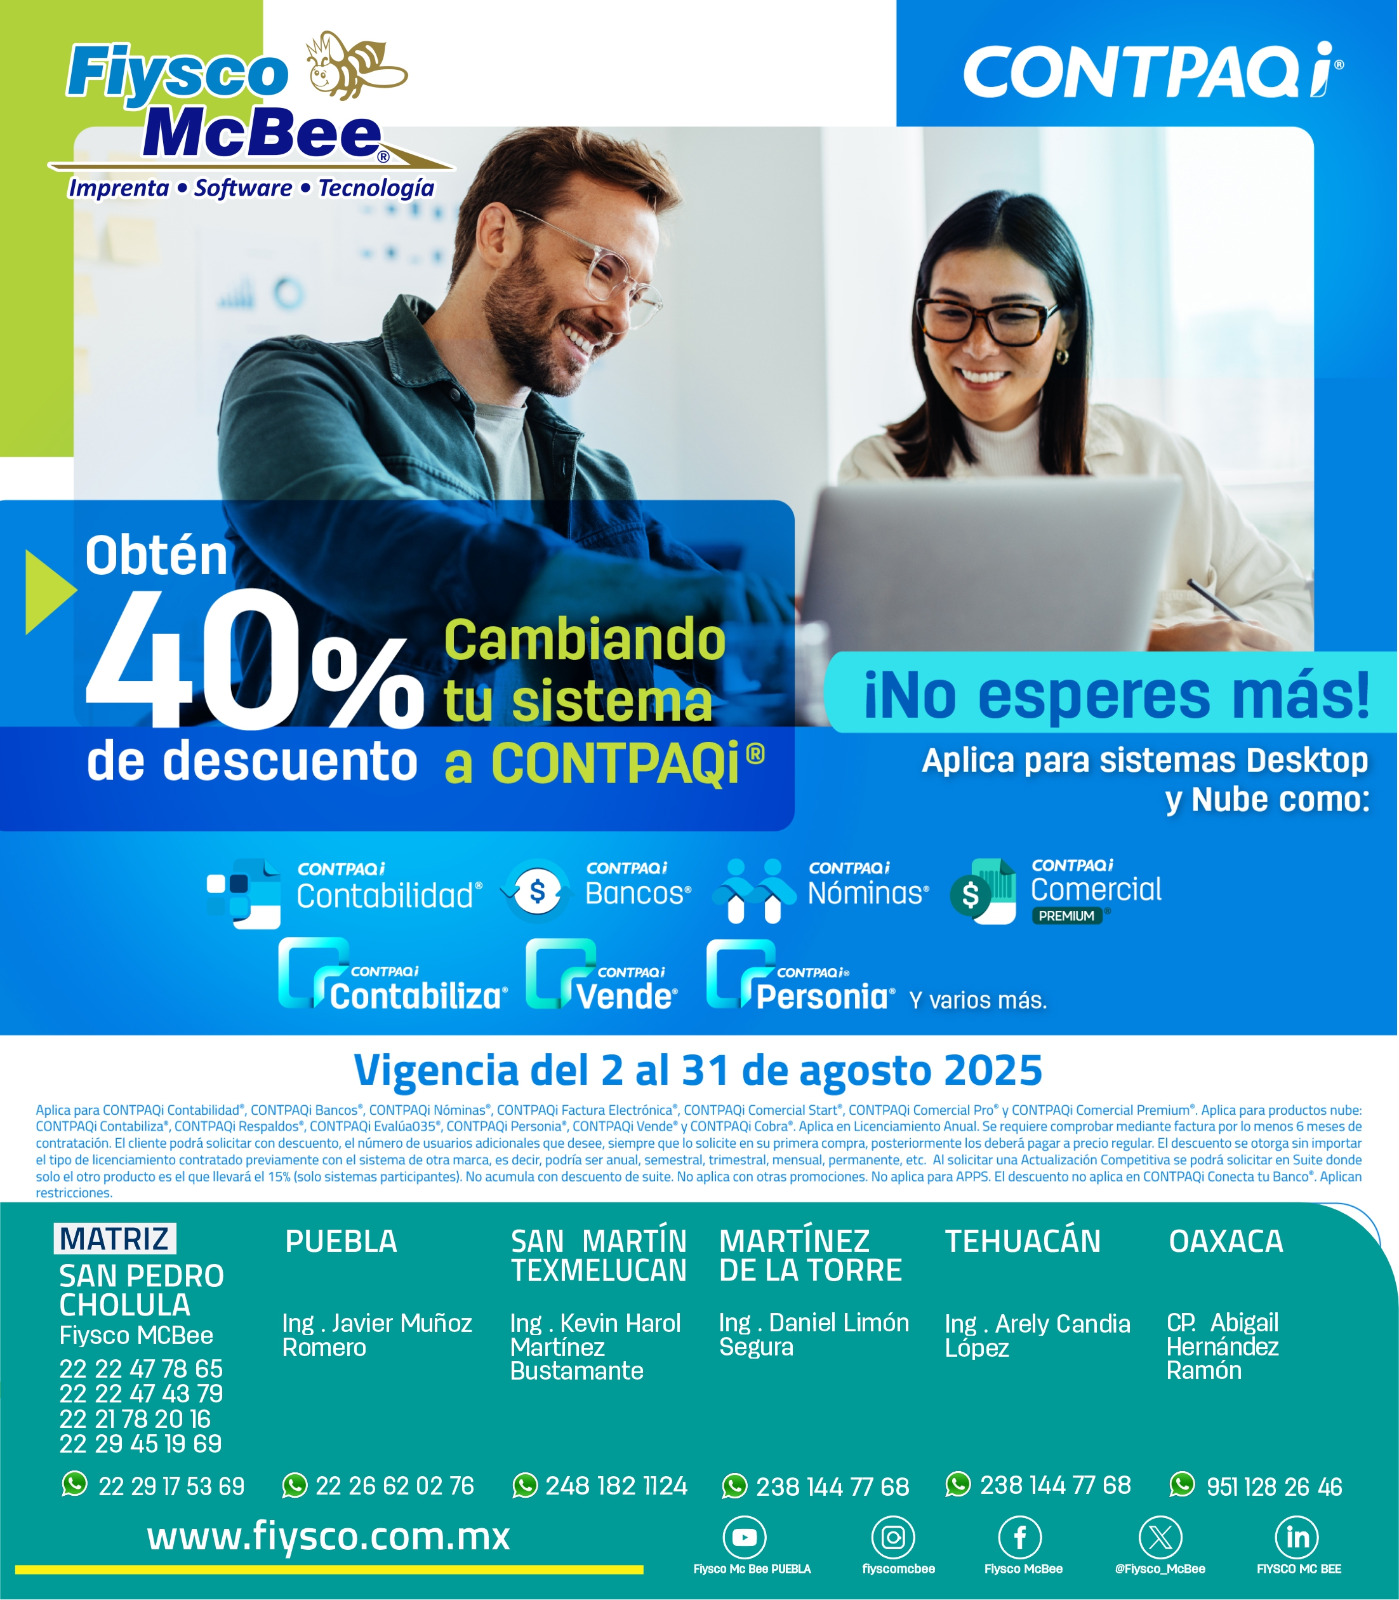 Fiysco
McBee®
Imprenta • Software • Tecnología
CONTPAQi®
Obtén
40%
de descuento
Cambiando
tu sistema
a CONTPAQi®
¡No esperes más!
Aplica para sistemas Desktop
y Nube como:
CONTPAQi
Contabilidad®
CONTPAQi
Bancos®
CONTPAQi
Nóminas®
CONTPAQi
Comercial
PREMIUM®
CONTPAQi
Contabiliza®
CONTPAQi
Vende®
CONTPAQi®
Personia®
Y varios más.
Vigencia del 2 al 31 de agosto 2025
Aplica para CONTPAQi Contabilidad®, CONTPAQi Bancos®, CONTPAQi Nóminas®, CONTPAQi Factura Electrónica®, CONTPAQi Comercial Start®, CONTPAQi Comercial Pro® y CONTPAQi Comercial Premium®. Aplica para productos nube:
CONTPAQi Contabiliza®, CONTPAQi Respaldos®, CONTPAQi Evalúa035®, CONTPAQi Personia®, CONTPAQi Vende® y CONTPAQi Cobra®. Aplica en Licenciamiento Anual. Se requiere comprobar mediante factura por lo menos 6 meses de
contratación. El cliente podrá solicitar con descuento, el número de usuarios adicionales que desee, siempre que lo solicite en su primera compra, posteriormente los deberá pagar a precio regular. El descuento se otorga sin importar
el tipo de licenciamiento contratado previamente con el sistema de otra marca, es decir, podría ser anual, semestral, trimestral, mensual, permanente, etc. Al solicitar una Actualización Competitiva se podrá solicitar en Suite donde
solo el otro producto es el que llevará el 15% (solo sistemas participantes). No acumula con descuento de suite. No aplica con otras promociones. No aplica para APPS. El descuento no aplica en CONTPAQi Conecta tu Banco®. Aplican
restricciones.
MATRIZ
SAN PEDRO
CHOLULA
Fiysco MCBee
22 22 47 78 65
22 22 47 43 79
22 21 78 20 16
22 29 45 19 69
22 29 17 53 69
PUEBLA
Ing . Javier Muñoz
Romero
22 26 62 02 76
SAN MARTÍN
TEXMELUCAN
Ing . Kevin Harol
Martínez
Bustamante
248 182 1124
MARTÍNEZ
DE LA TORRE
Ing . Daniel Limón
Segura
238 144 77 68
TEHUACÁN
Ing . Arely Candia
López
238 144 77 68
OAXACA
CP. Abigail
Hernández
Ramón
951 128 26 46
www.fiysco.com.mx
Fiysco Mc Bee PUEBLA
fiyscomcbee
Fiysco McBee
@Fiysco_McBee
FIYSCO MC BEE